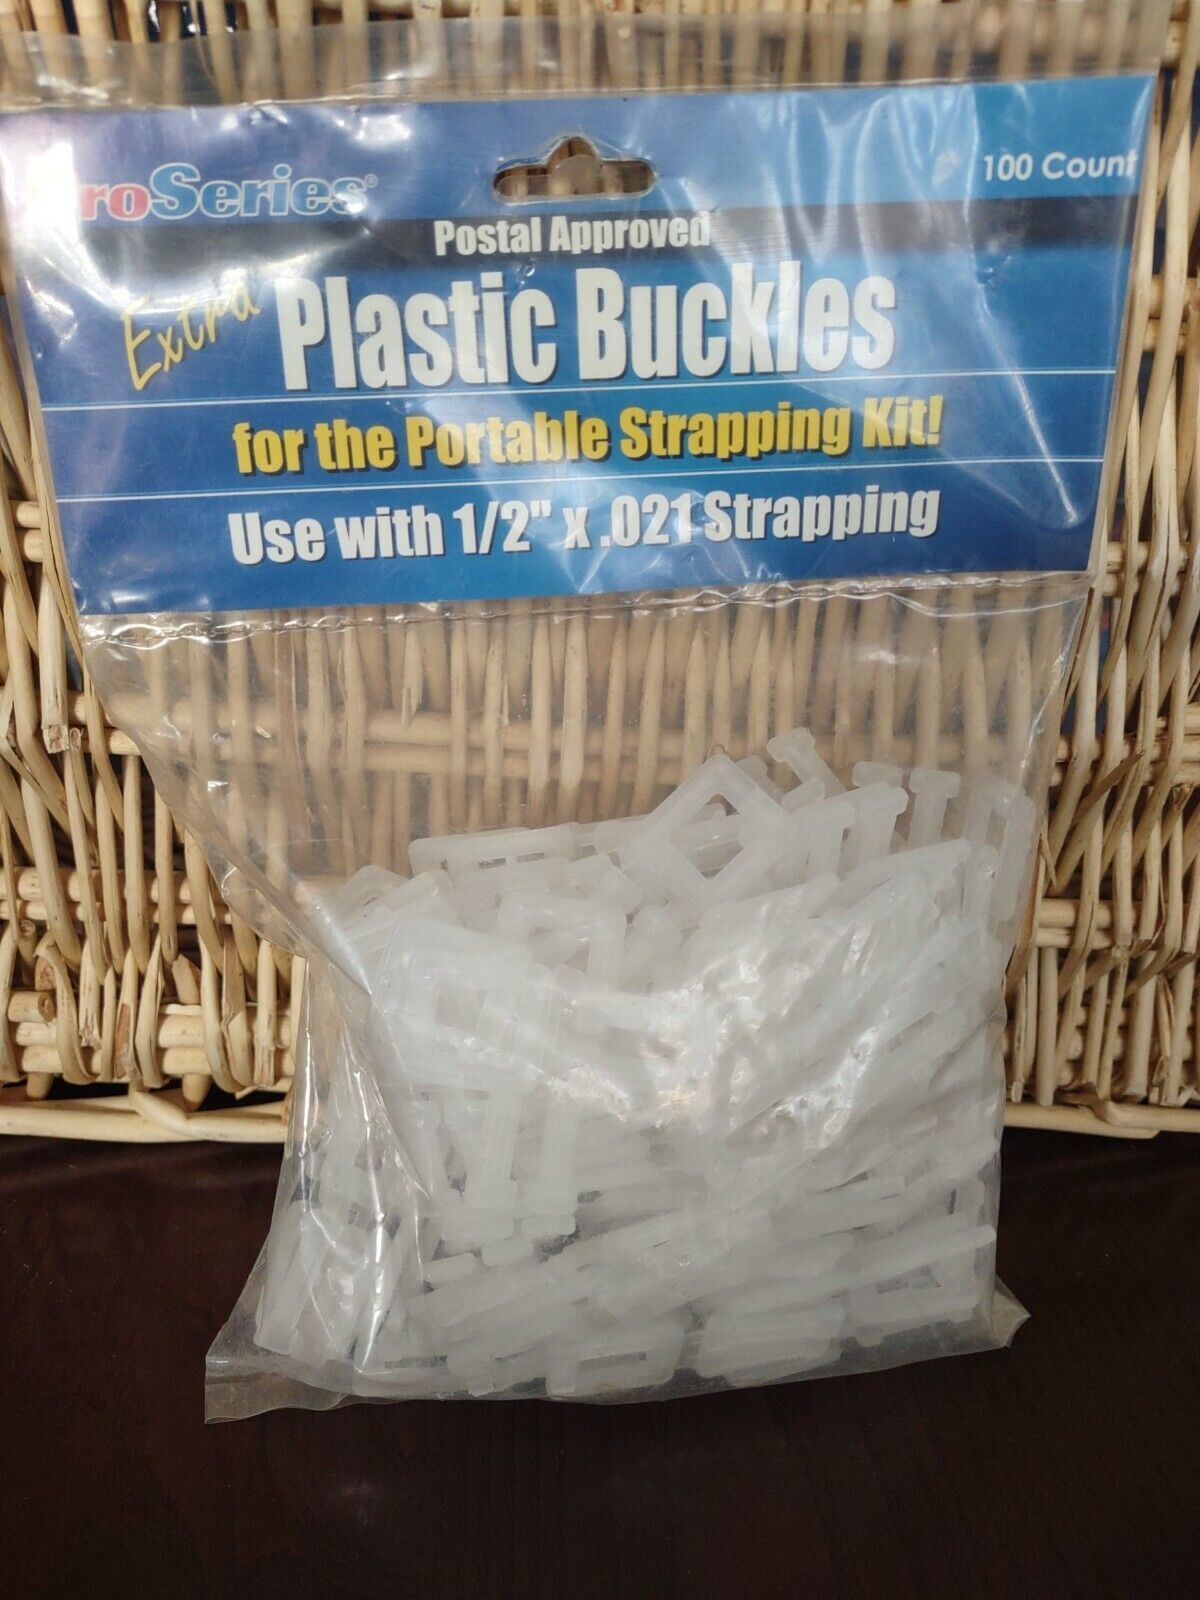 roSeries®
100 Count
Postal Approved
Extra Plastic Buckles
for the Portable Strapping Kit!
Use with 1/2" x .021 Strapping